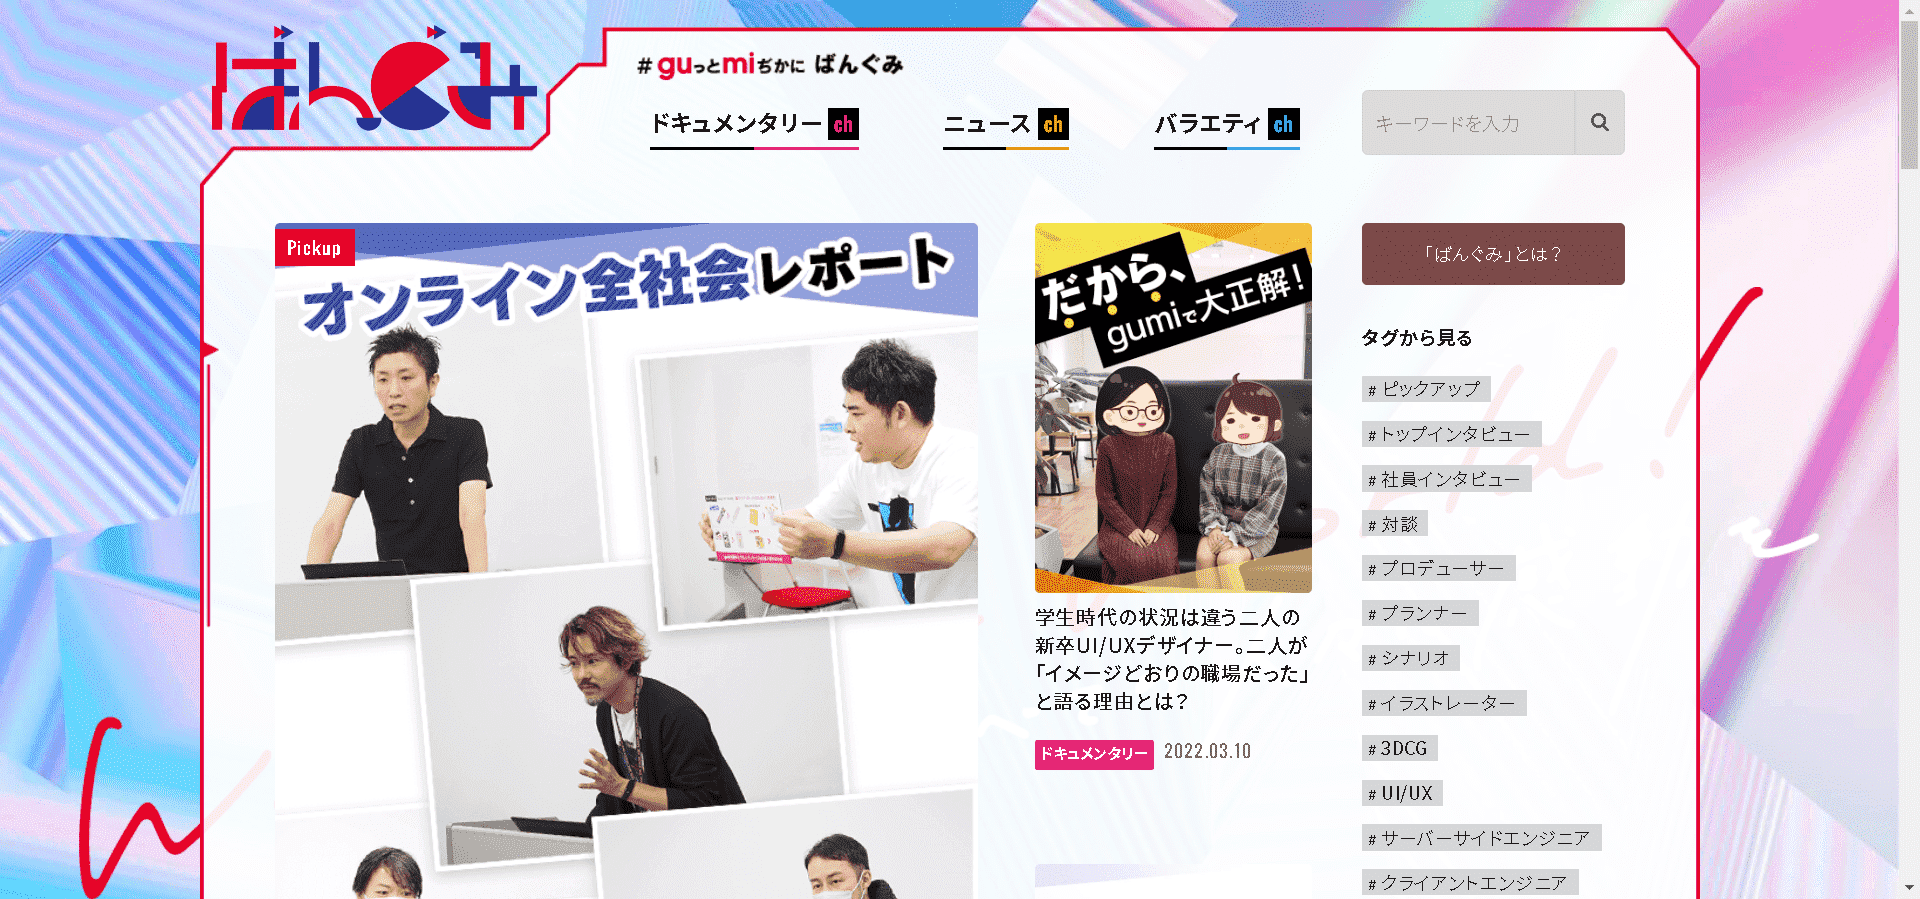 ばんぐみ
#guっとmiぢかに ばんぐみ
ドキュメンタリー ch
ニュース ch
バラエティ ch
キーワードを入力
Pickup
オンライン全社会レポート
だから、
gumiで大正解！
学生時代の状況は違う二人の
新卒UI/UXデザイナー。二人が
「イメージどおりの職場だった」
と語る理由とは？
ドキュメンタリー 2022.03.10
「ばんぐみ」とは？
タグから見る
# ピックアップ
# トップインタビュー
# 社員インタビュー
# 対談
# プロデューサー
# プランナー
# シナリオ
# イラストレーター
# 3DCG
# UI/UX
# サーバーサイドエンジニア
# クライアントエンジニア